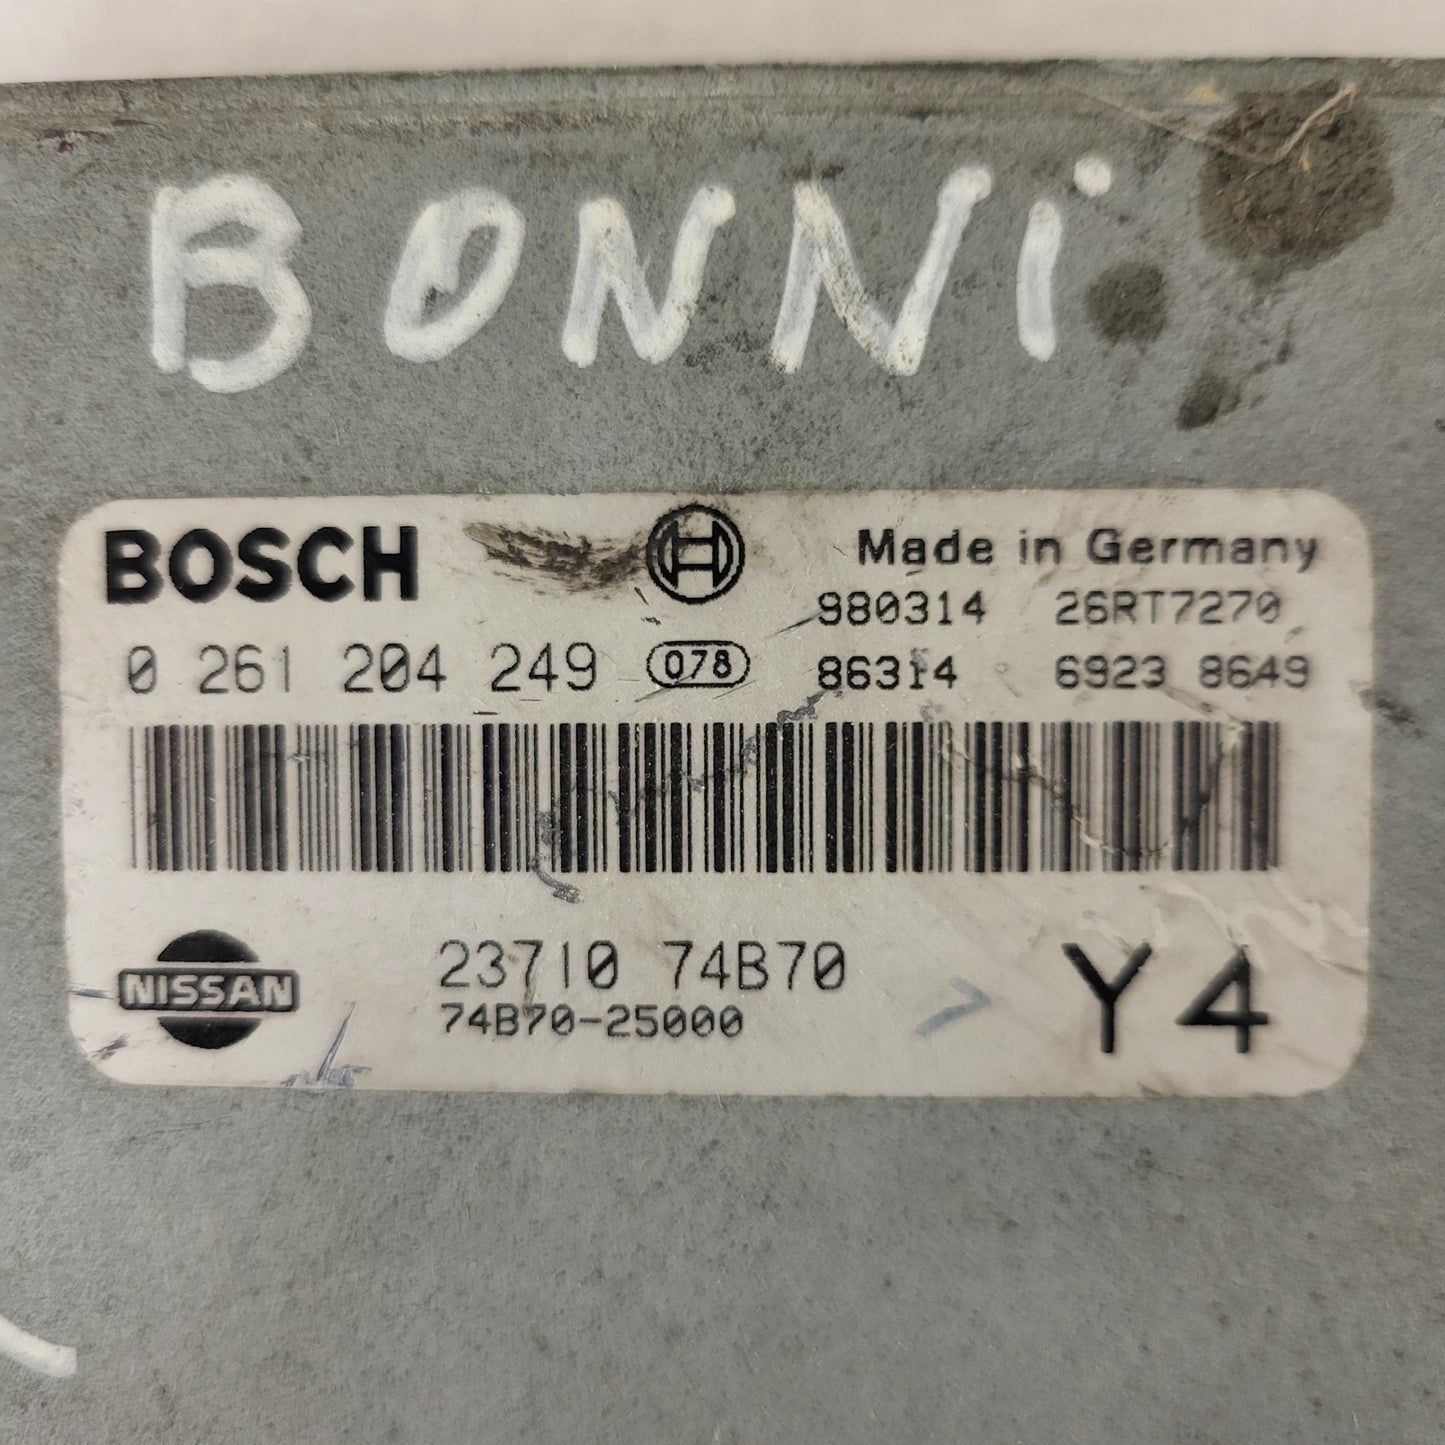 BONNi
BOSCH
Made in Germany
980314 26RT7270
0 261 204 249 078 86314 6923 8649
NISSAN
23710 74B70
74B70-25000
Y4